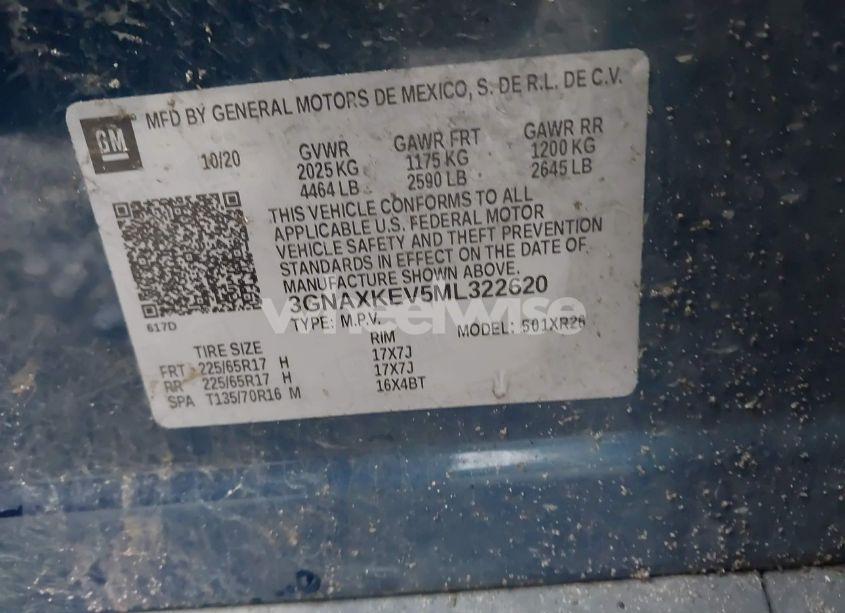 GM
MFD BY GENERAL MOTORS DE MEXICO, S. DE R.L. DE C.V.
10/20 GVWR GAWR FRT GAWR RR
2025 KG 1175 KG 1200 KG
4464 LB 2590 LB 2645 LB
THIS VEHICLE CONFORMS TO ALL
APPLICABLE U.S. FEDERAL MOTOR
VEHICLE SAFETY AND THEFT PREVENTION
STANDARDS IN EFFECT ON THE DATE OF
MANUFACTURE SHOWN ABOVE.
3GNAXKEV5ML322620
617D TYPE: M.P.V. MODEL: 501XR26
wheelwise
TIRE SIZE RIM
FRT 225/65R17 H 17X7J
RR 225/65R17 H 17X7J
SPA T135/70R16 M 16X4BT